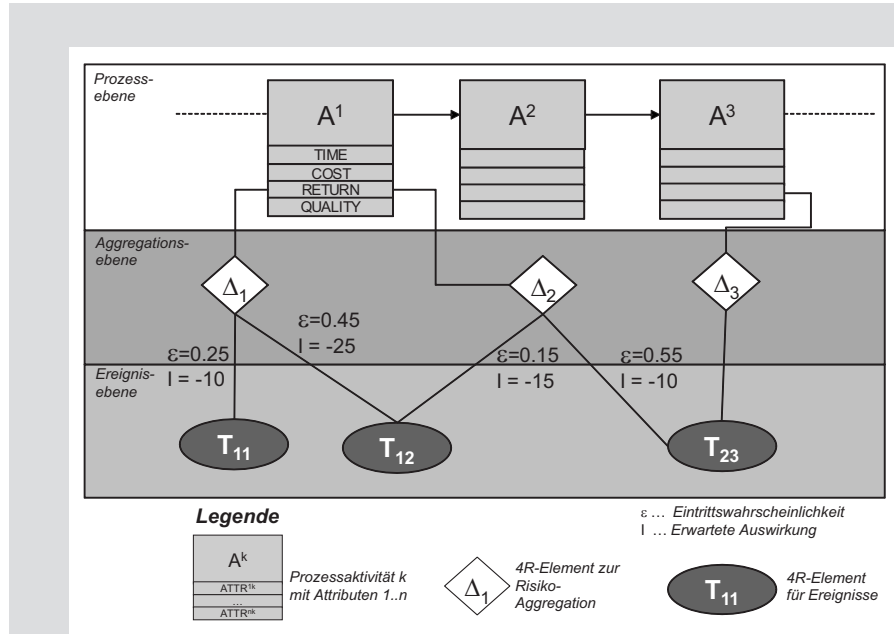 Prozess-
ebene
A¹
A²
A³
TIME
COST
RETURN
QUALITY
Aggregations-
ebene
Δ₁
Δ₂
Δ₃
ε=0.45
I = -25
ε=0.25
I = -10
ε=0.15
I = -15
ε=0.55
I = -10
Ereignis-
ebene
T₁₁
T₁₂
T₂₃
Legende
ε ... Eintrittswahrscheinlichkeit
I ... Erwartete Auswirkung
Aᵏ
ATTR¹ᵏ
...
ATTRⁿᵏ
Prozessaktivität k
mit Attributen 1..n
Δ₁
4R-Element zur
Risiko-
Aggregation
T₁₁
4R-Element
für Ereignisse